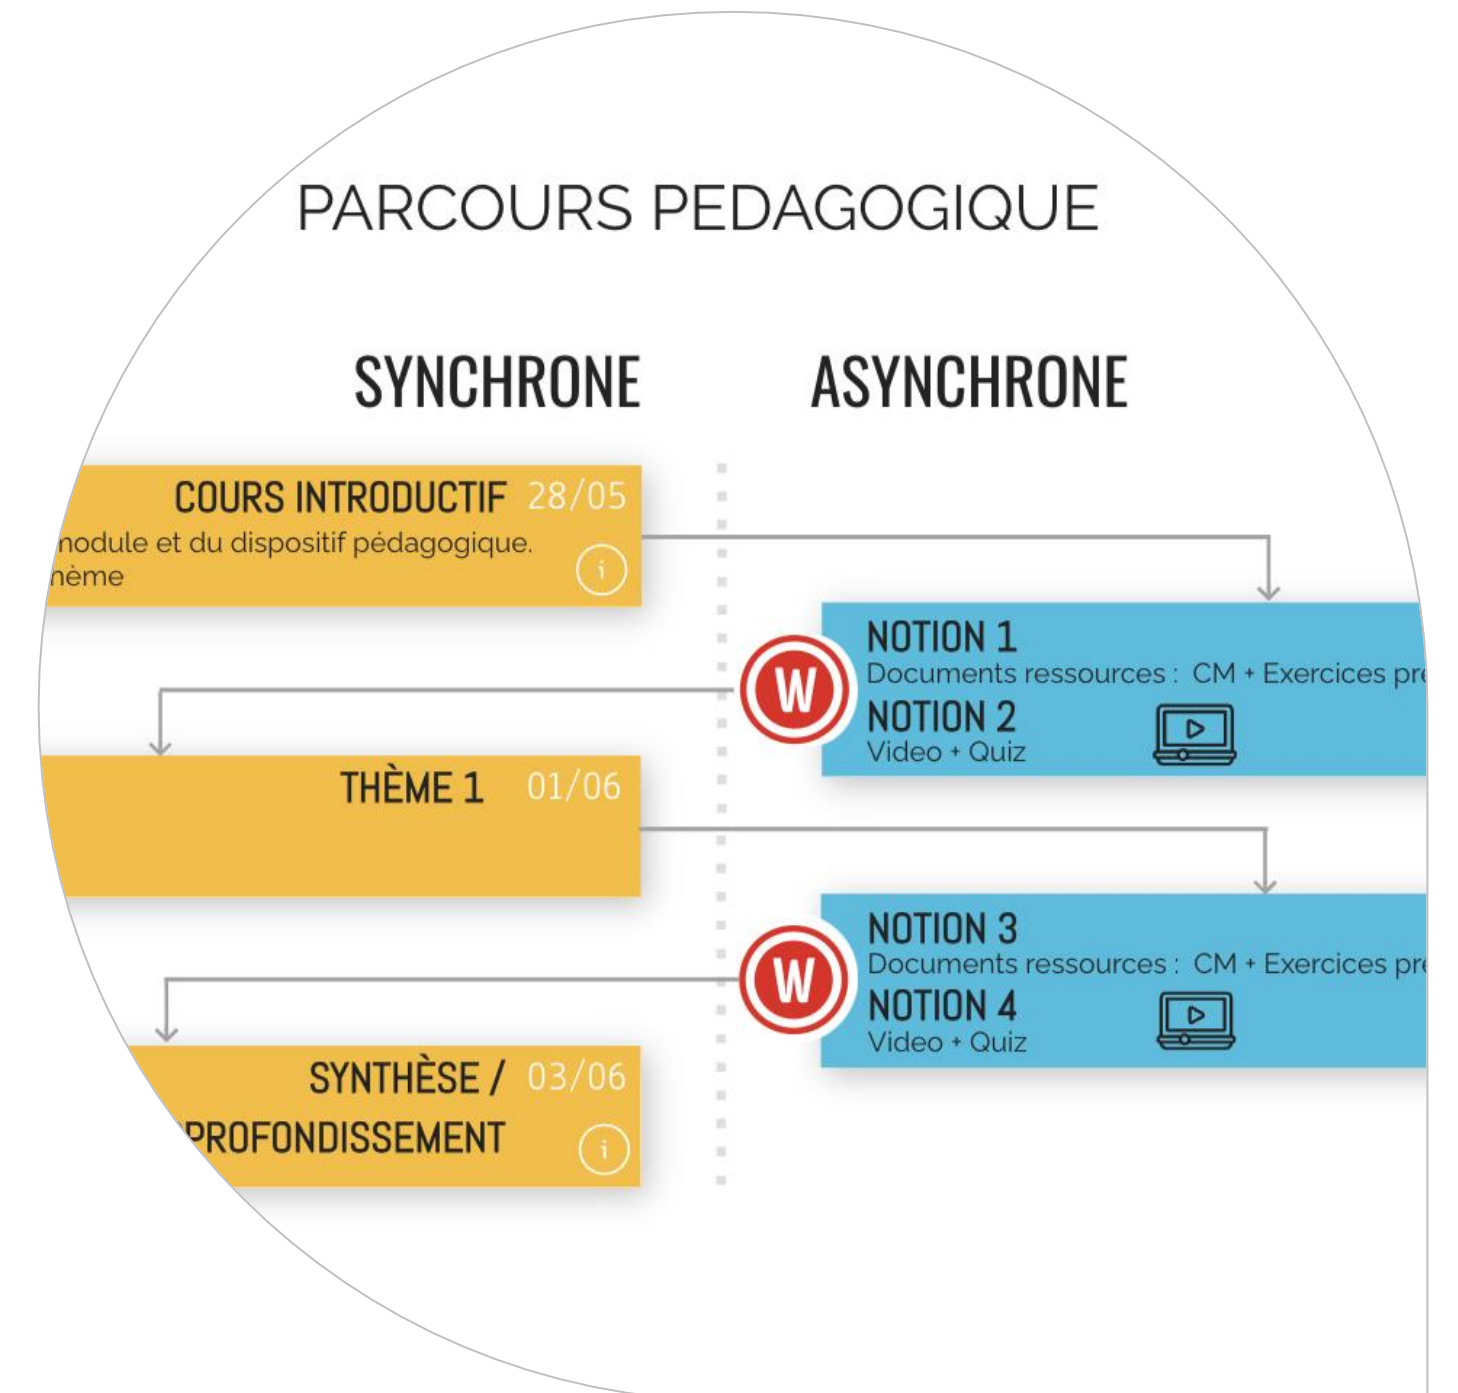 PARCOURS PEDAGOGIQUE
SYNCHRONE
ASYNCHRONE
COURS INTRODUCTIF 28/05
et du dispositif pédagogique.
i
NOTION 1
Documents ressources : CM + Exercices
W
NOTION 2
Video + Quiz
THÈME 1 01/06
NOTION 3
Documents ressources : CM + Exercices
W
NOTION 4
Video + Quiz
SYNTHÈSE / 03/06
i